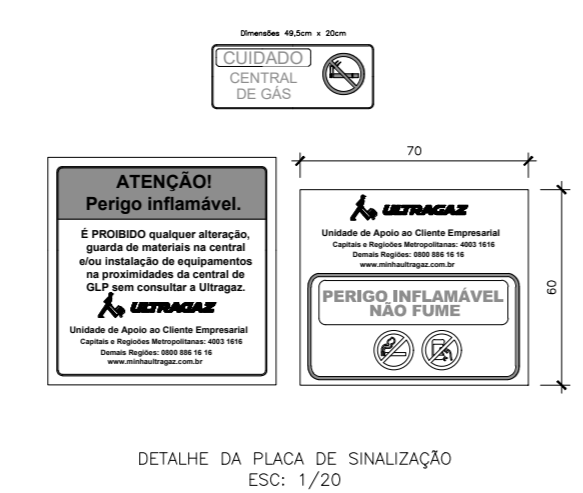 Dimensões 49,5cm x 20cm
CUIDADO
CENTRAL
DE GÁS
ATENÇÃO!
Perigo inflamável.
É PROIBIDO qualquer alteração,
guarda de materiais na central
e/ou instalação de equipamentos
na proximidades da central de
GLP sem consultar a Ultragaz.
ULTRAGAZ
Unidade de Apoio ao Cliente Empresarial
Capitais e Regiões Metropolitanas: 4003 1616
Demais Regiões: 0800 886 16 16
www.minhaultragaz.com.br
70
ULTRAGAZ
Unidade de Apoio ao Cliente Empresarial
Capitais e Regioões Metropolitanas: 4003 1616
Demais Regiões: 0800 886 16 16
www.minhaultragaz.com.br
PERIGO INFLAMÁVEL
NÃO FUME
60
DETALHE DA PLACA DE SINALIZAÇÃO
ESC: 1/20